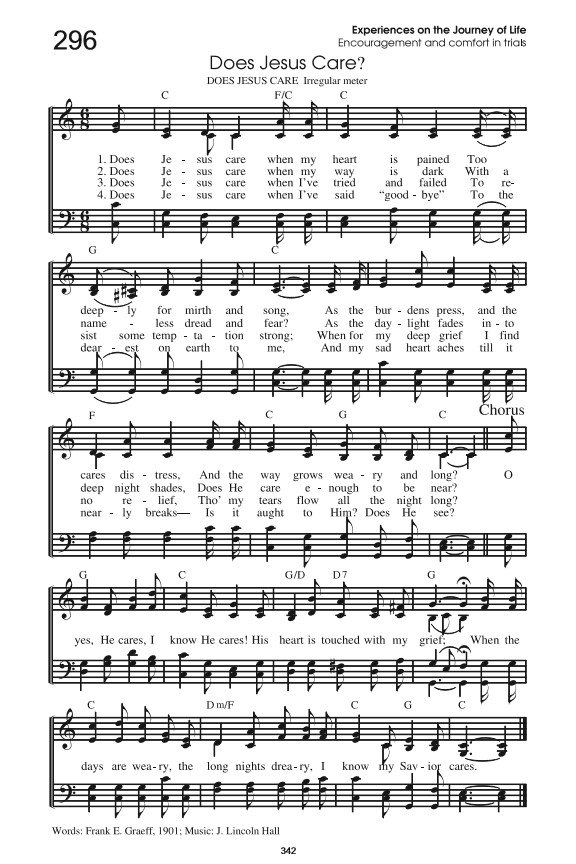 296
Experiences on the Journey of Life
Encouragement and comfort in trials
Does Jesus Care?
DOES JESUS CARE Irregular meter
C F/C C
1. Does Je - sus care when my heart is pained Too
2. Does Je - sus care when my way is dark With a
3. Does Je - sus care when I've tried and failed To re-
4. Does Je - sus care when I've said "good - bye" To the
G C
deep - ly for mirth and song, As the bur - dens press, and the
name - less dread and fear? As the day - light fades in - to
sist some temp - ta - tion strong; When for my deep grief I find
dear - est on earth to me, And my sad heart aches till it
Chorus
F C G C
cares dis - tress, And the way grows wea - ry and long? O
deep night shades, Does He care e - nough to be near?
no re - lief, Tho' my tears flow all the night long?
near - ly breaks— Is it aught to Him? Does He see?
G C G/D D7 G
yes, He cares, I know He cares! His heart is touched with my grief; When the
C Dm/F C G C
days are wea-ry, the long nights drea-ry, I know my Sav-ior cares.
Words: Frank E. Graeff, 1901; Music: J. Lincoln Hall
342